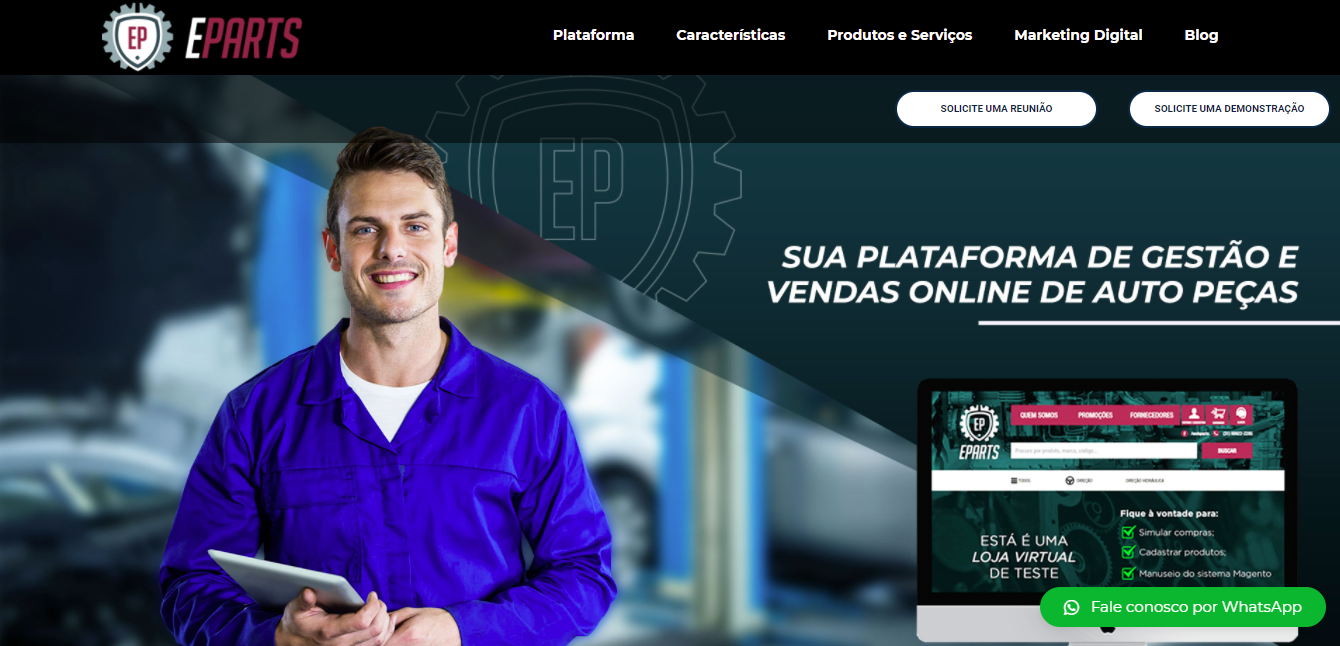 EP
EPARTS
Plataforma
Características
Produtos e Serviços
Marketing Digital
Blog
SOLICITE UMA REUNIÃO
SOLICITE UMA DEMONSTRAÇÃO
EP
SUA PLATAFORMA DE GESTÃO E
VENDAS ONLINE DE AUTO PEÇAS
EP
EPARTS
QUEM SOMOS
PROMOÇÕES
FORNECEDORES
Procure por produto, marca, código...
BUSCAR
TODOS
DIREÇÃO
DIREÇÃO HIDRÁULICA
ESTÁ É UMA
LOJA VIRTUAL
DE TESTE
Fique à vontade para:
Simular compras;
Cadastrar produtos;
Manuseio do sistema Magento
Fale conosco por WhatsApp